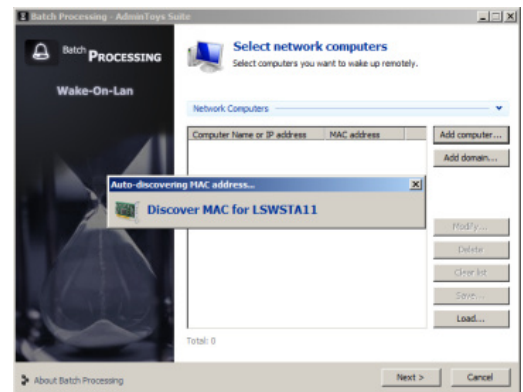 Batch Processing - AdminToys Suite
Batch PROCESSING
Wake-On-Lan
Select network computers
Select computers you want to wake up remotely.
Network Computers
Computer Name or IP address MAC address
Add computer...
Add domain...
Auto-discovering MAC address...
Discover MAC for LSWSTA11
Modify...
Delete
Clear list
Save...
Load...
Total: 0
About Batch Processing
Next >
Cancel